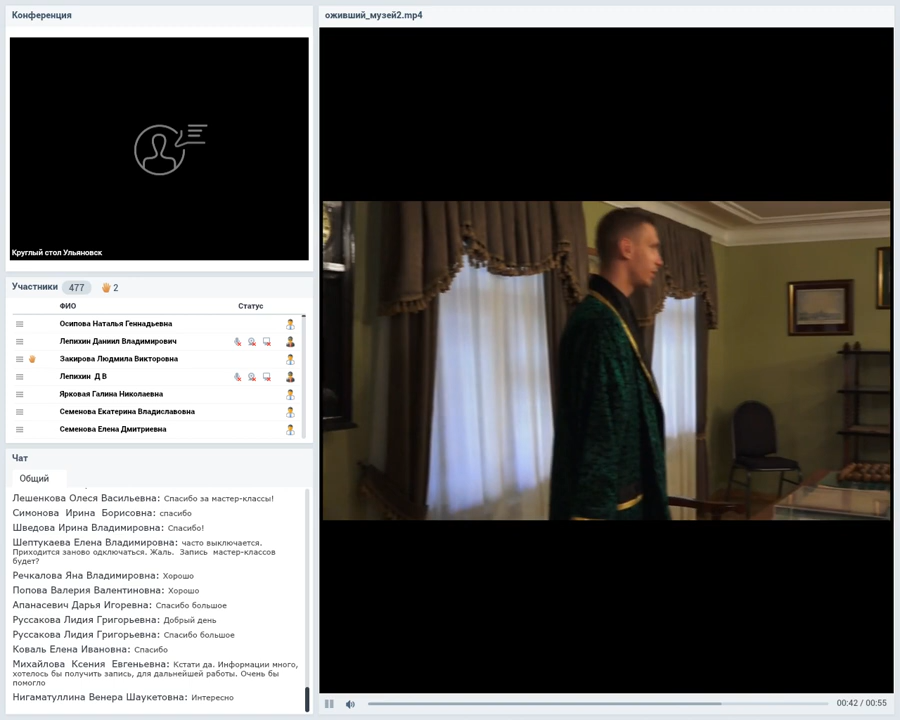 Конференция
Круглый стол Ульяновск
Участники 477 2
ФИО Статус
Осипова Наталья Геннадьевна
Лепихин Даниил Владимирович
Закирова Людмила Викторовна
Лепихин Д В
Ярковая Галина Николаевна
Семенова Екатерина Владиславовна
Семенова Елена Дмитриевна
Чат
Общий
Лешенкова Олеся Васильевна: Спасибо за мастер-классы!
Симонова Ирина Борисовна: спасибо
Шведова Ирина Владимировна: Спасибо!
Шептукаева Елена Владимировна: часто выключается.
Приходится заново одключаться. Жаль. Запись мастер-классов
будет?
Речкалова Яна Владимировна: Хорошо
Попова Валерия Валентиновна: Хорошо
Апанасевич Дарья Игоревна: Спасибо большое
Руссакова Лидия Григорьевна: Добрый день
Руссакова Лидия Григорьевна: Спасибо большое
Коваль Елена Ивановна: Спасибо
Михайлова Ксения Евгеньевна: Кстати да. Информации много,
хотелось бы получить запись, для дальнейшей работы. Очень бы
помогло
Нигаматуллина Венера Шаукетовна: Интересно
оживший_музей2.mp4
00:42 / 00:55